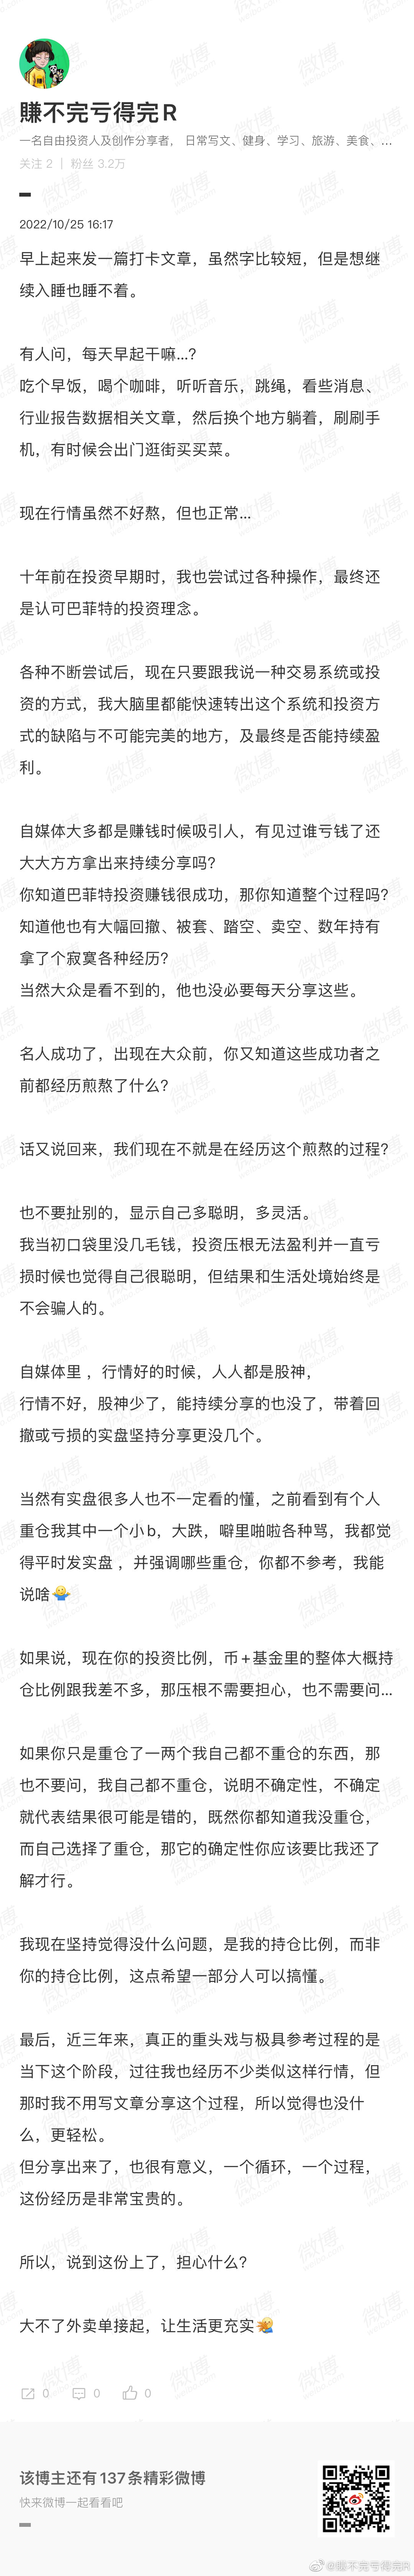 賺不完亏得完R
一名自由投资人及创作分享者， 日常写文、健身、学习、旅游、美食、...
关注 2 | 粉丝 3.2万
2022/10/25 16:17
早上起来发一篇打卡文章，虽然字比较短，但是想继
续入睡也睡不着。
有人问，每天早起干嘛...?
吃个早饭，喝个咖啡，听听音乐，跳绳，看些消息、
行业报告数据相关文章，然后换个地方躺着，刷刷手
机，有时候会出门逛街买买菜。
现在行情虽然不好熬，但也正常...
十年前在投资早期时，我也尝试过各种操作，最终还
是认可巴菲特的投资理念。
各种不断尝试后，现在只要跟我说一种交易系统或投
资的方式，我大脑里都能快速转出这个系统和投资方
式的缺陷与不可能完美的地方，及最终是否能持续盈
利。
自媒体大多都是赚钱时候吸引人，有见过谁亏钱了还
大大方方拿出来持续分享吗？
你知道巴菲特投资赚钱很成功，那你知道整个过程吗？
知道他也有大幅回撤、被套、踏空、卖空、数年持有
拿了个寂寞各种经历？
当然大众是看不到的，他也没必要每天分享这些。
名人成功了，出现在大众前，你又知道这些成功者之
前都经历煎熬了什么？
话又说回来，我们现在不就是在经历这个煎熬的过程？
也不要扯别的，显示自己多聪明，多灵活。
我当初口袋里没几毛钱，投资压根无法盈利并一直亏
损时候也觉得自己很聪明，但结果和生活处境始终是
不会骗人的。
自媒体里 ，行情好的时候，人人都是股神，
行情不好，股神少了，能持续分享的也没了，带着回
撤或亏损的实盘坚持分享更没几个。
当然有实盘很多人也不一定看的懂，之前看到有个人
重仓我其中一个小b，大跌，噼里啪啦各种骂，我都觉
得平时发实盘 ，并强调哪些重仓，你都不参考，我能
说啥🤷
如果说，现在你的投资比例，币+基金里的整体大概持
仓比例跟我差不多，那压根不需要担心，也不需要问...
如果你只是重仓了一两个我自己都不重仓的东西，那
也不要问，我自己都不重仓，说明不确定性，不确定
就代表结果很可能是错的，既然你都知道我没重仓，
而自己选择了重仓，那它的确定性你应该要比我还了
解才行。
我现在坚持觉得没什么问题，是我的持仓比例，而非
你的持仓比例，这点希望一部分人可以搞懂。
最后，近三年来，真正的重头戏与极具参考过程的是
当下这个阶段，过往我也经历不少类似这样行情，但
那时我不用写文章分享这个过程，所以觉得也没什
么，更轻松。
但分享出来了，也很有意义，一个循环，一个过程，
这份经历是非常宝贵的。
所以，说到这份上了，担心什么？
大不了外卖单接起，让生活更充实
0 0 0
该博主还有137条精彩微博
快来微博一起看看吧
@賺不完亏得完R